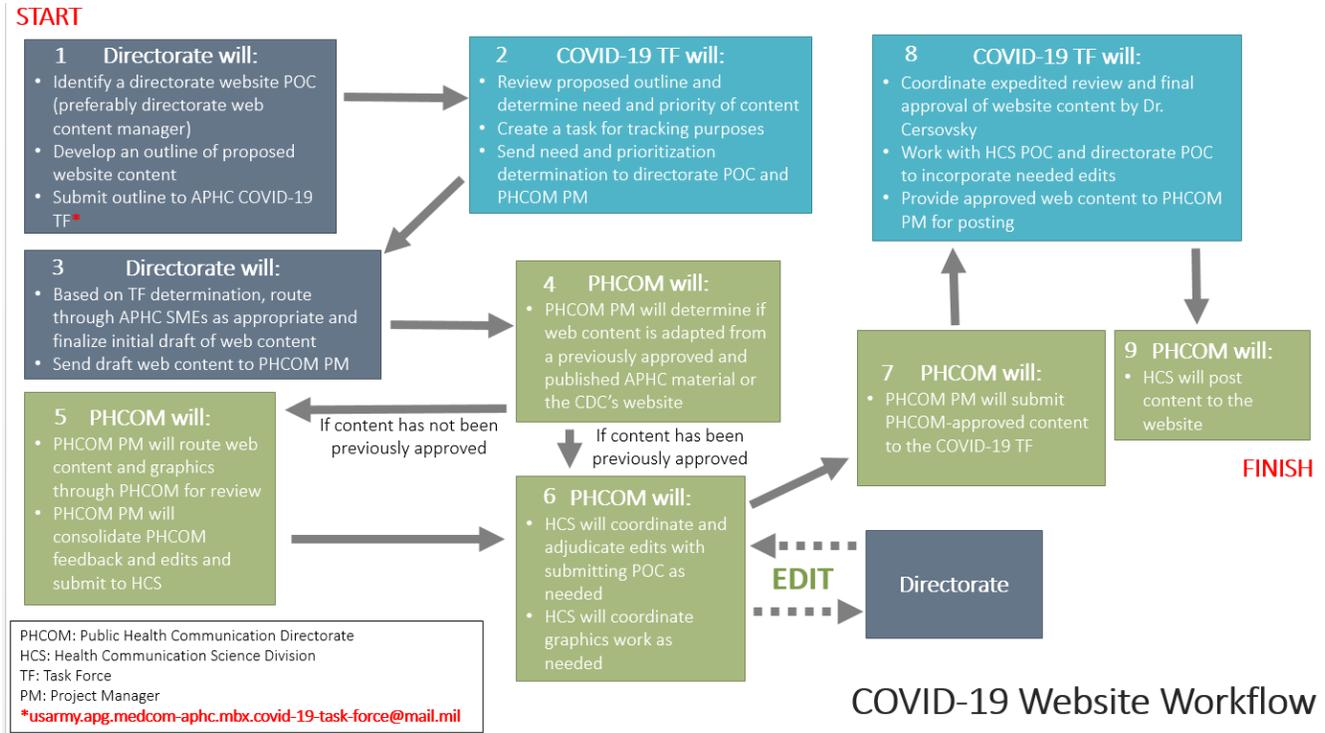 START
1 Directorate will:
• Identify a directorate website POC
(preferably directorate web
content manager)
• Develop an outline of proposed
website content
• Submit outline to APHC COVID-19
TF*
2 COVID-19 TF will:
• Review proposed outline and
determine need and priority of content
• Create a task for tracking purposes
• Send need and prioritization
determination to directorate POC and
PHCOM PM
3 Directorate will:
• Based on TF determination, route
through APHC SMEs as appropriate and
finalize initial draft of web content
• Send draft web content to PHCOM PM
4 PHCOM will:
• PHCOM PM will determine if
web content is adapted from
a previously approved and
published APHC material or
the CDC's website
If content has not been
previously approved
If content has been
previously approved
5 PHCOM will:
• PHCOM PM will route web
content and graphics
through PHCOM for review
• PHCOM PM will
consolidate PHCOM
feedback and edits and
submit to HCS
6 PHCOM will:
• HCS will coordinate and
adjudicate edits with
submitting POC as
needed
• HCS will coordinate
graphics work as
needed
EDIT
Directorate
7 PHCOM will:
• PHCOM PM will submit
PHCOM-approved content
to the COVID-19 TF
8 COVID-19 TF will:
• Coordinate expedited review and final
approval of website content by Dr.
Cersovsky
• Work with HCS POC and directorate POC
to incorporate needed edits
• Provide approved web content to PHCOM
PM for posting
9 PHCOM will:
• HCS will post
content to the
website
FINISH
PHCOM: Public Health Communication Directorate
HCS: Health Communication Science Division
TF: Task Force
PM: Project Manager
*usarmy.apg.medcom-aphc.mbx.covid-19-task-force@mail.mil
COVID-19 Website Workflow